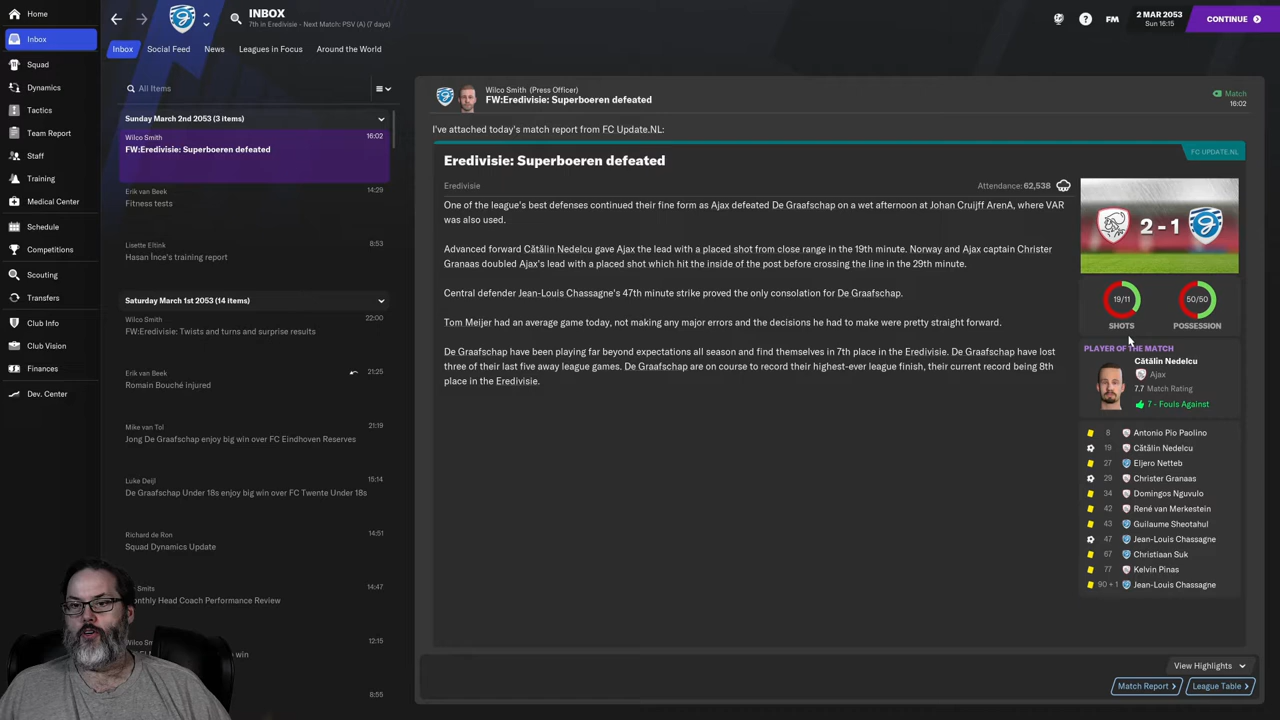 Home
Inbox
Squad
Dynamics
Tactics
Team Report
Staff
Training
Medical Center
Schedule
Competitions
Scouting
Transfers
Club Info
Club Vision
Finances
Dev. Center
INBOX
7th in Eredivisie - Next Match: PSV (A) (7 days)
FM
2 MAR 2053
Sun 16:15
CONTINUE
Inbox
Social Feed
News
Leagues in Focus
Around the World
All Items
Sunday March 2nd 2053 (3 items)
Wilco Smith
16:02
FW:Eredivisie: Superboeren defeated
Erik van Beek
14:29
Fitness tests
Lisette Eltink
8:53
Hasan İnce's training report
Saturday March 1st 2053 (14 items)
Wilco Smith
22:00
FW:Eredivisie: Twists and turns and surprise results
Erik van Beek
21:25
Romain Bouché injured
Mike van Tol
21:19
Jong De Graafschap enjoy big win over FC Eindhoven Reserves
Luke Deijl
15:14
De Graafschap Under 18s enjoy big win over FC Twente Under 18s
Richard de Ron
14:51
Squad Dynamics Update
Smits
14:47
onthly Head Coach Performance Review
Wilco Sm
12:15
win
8:55
Wilco Smith (Press Officer)
FW:Eredivisie: Superboeren defeated
Match
16:02
I've attached today's match report from FC Update.NL:
FC UPDATE.NL
Eredivisie: Superboeren defeated
Eredivisie
Attendance: 62,538
One of the league's best defenses continued their fine form as Ajax defeated De Graafschap on a wet afternoon at Johan Cruijff ArenA, where VAR
was also used.
Advanced forward Cătălin Nedelcu gave Ajax the lead with a placed shot from close range in the 19th minute. Norway and Ajax captain Christer
Granaas doubled Ajax's lead with a placed shot which hit the inside of the post before crossing the line in the 29th minute.
Central defender Jean-Louis Chassagne's 47th minute strike proved the only consolation for De Graafschap.
Tom Meijer had an average game today, not making any major errors and the decisions he had to make were pretty straight forward.
De Graafschap have been playing far beyond expectations all season and find themselves in 7th place in the Eredivisie. De Graafschap have lost
three of their last five away league games. De Graafschap are on course to record their highest-ever league finish, their current record being 8th
place in the Eredivisie.
2 - 1
19/11
SHOTS
50/50
POSSESSION
PLAYER OF THE MATCH
Cătălin Nedelcu
Ajax
7.7 Match Rating
7 - Fouls Against
8 Antonio Pio Paolino
19 Cătălin Nedelcu
27 Eljero Netteb
29 Christer Granaas
34 Domingos Nguvulo
42 René van Merkestein
43 Guilaume Sheotahul
47 Jean-Louis Chassagne
67 Christiaan Suk
77 Kelvin Pinas
90 + 1 Jean-Louis Chassagne
View Highlights
Match Report
League Table